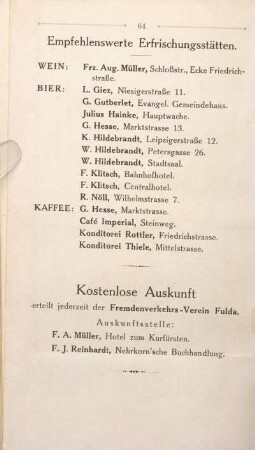 64
Empfehlenswerte Erfrischungsstätten.
WEIN: Frz. Aug. Müller, Schloßstr., Ecke Friedrich-
straße.
BIER: L. Giez, Niesigerstraße 11.
G. Gutberlet, Evangel. Gemeindehaus.
Julius Hainke, Hauptwache.
G. Hesse, Marktstrasse 13.
K. Hildebrandt, Leipzigerstraße 12.
W. Hildebrandt, Petersgasse 26.
W. Hildebrandt, Stadtsaal.
F. Klitsch, Bahnhofhotel.
F. Klitsch, Centralhotel.
R. Nöll, Wilhelmstrasse 7.
KAFFEE: G. Hesse, Marktstrasse.
Café Imperial, Steinweg.
Konditorei Rottler, Friedrichstrasse.
Konditorei Thiele, Mittelstrasse.
Kostenlose Auskunft
erteilt jederzeit der Fremdenverkehrs-Verein Fulda.
Auskunftsstelle:
F. A. Müller, Hotel zum Kurfürsten.
F. J. Reinhardt, Nehrkorn'sche Buchhandlung.